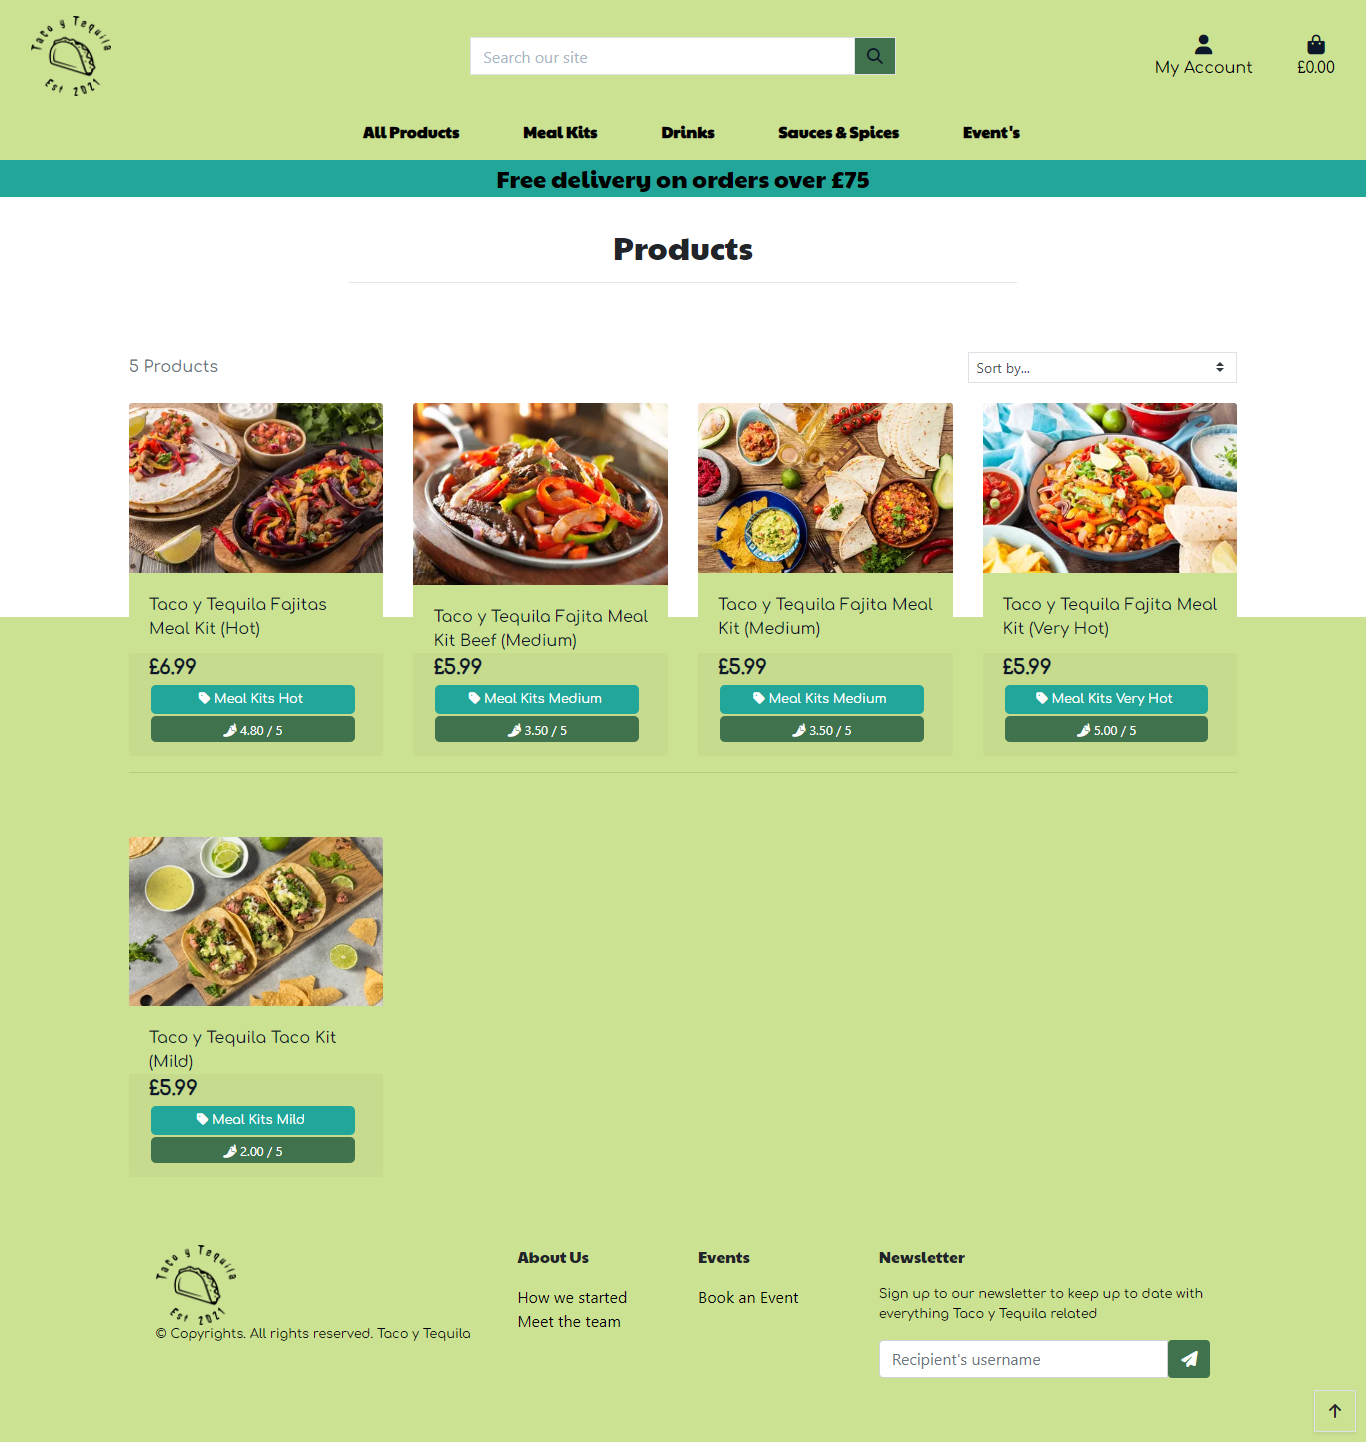 Taco y Tequila
Est 2021
Search our site
My Account
£0.00
All Products
Meal Kits
Drinks
Sauces & Spices
Event's
Free delivery on orders over £75
Products
5 Products
Sort by...
Taco y Tequila Fajitas
Meal Kit (Hot)
£6.99
Meal Kits Hot
4.80 / 5
Taco y Tequila Fajita Meal
Kit Beef (Medium)
£5.99
Meal Kits Medium
3.50 / 5
Taco y Tequila Fajita Meal
Kit (Medium)
£5.99
Meal Kits Medium
3.50 / 5
Taco y Tequila Fajita Meal
Kit (Very Hot)
£5.99
Meal Kits Very Hot
5.00 / 5
Taco y Tequila Taco Kit
(Mild)
£5.99
Meal Kits Mild
2.00 / 5
Taco y Tequila
Est 2021
© Copyrights. All rights reserved. Taco y Tequila
About Us
How we started
Meet the team
Events
Book an Event
Newsletter
Sign up to our newsletter to keep up to date with
everything Taco y Tequila related
Recipient's username